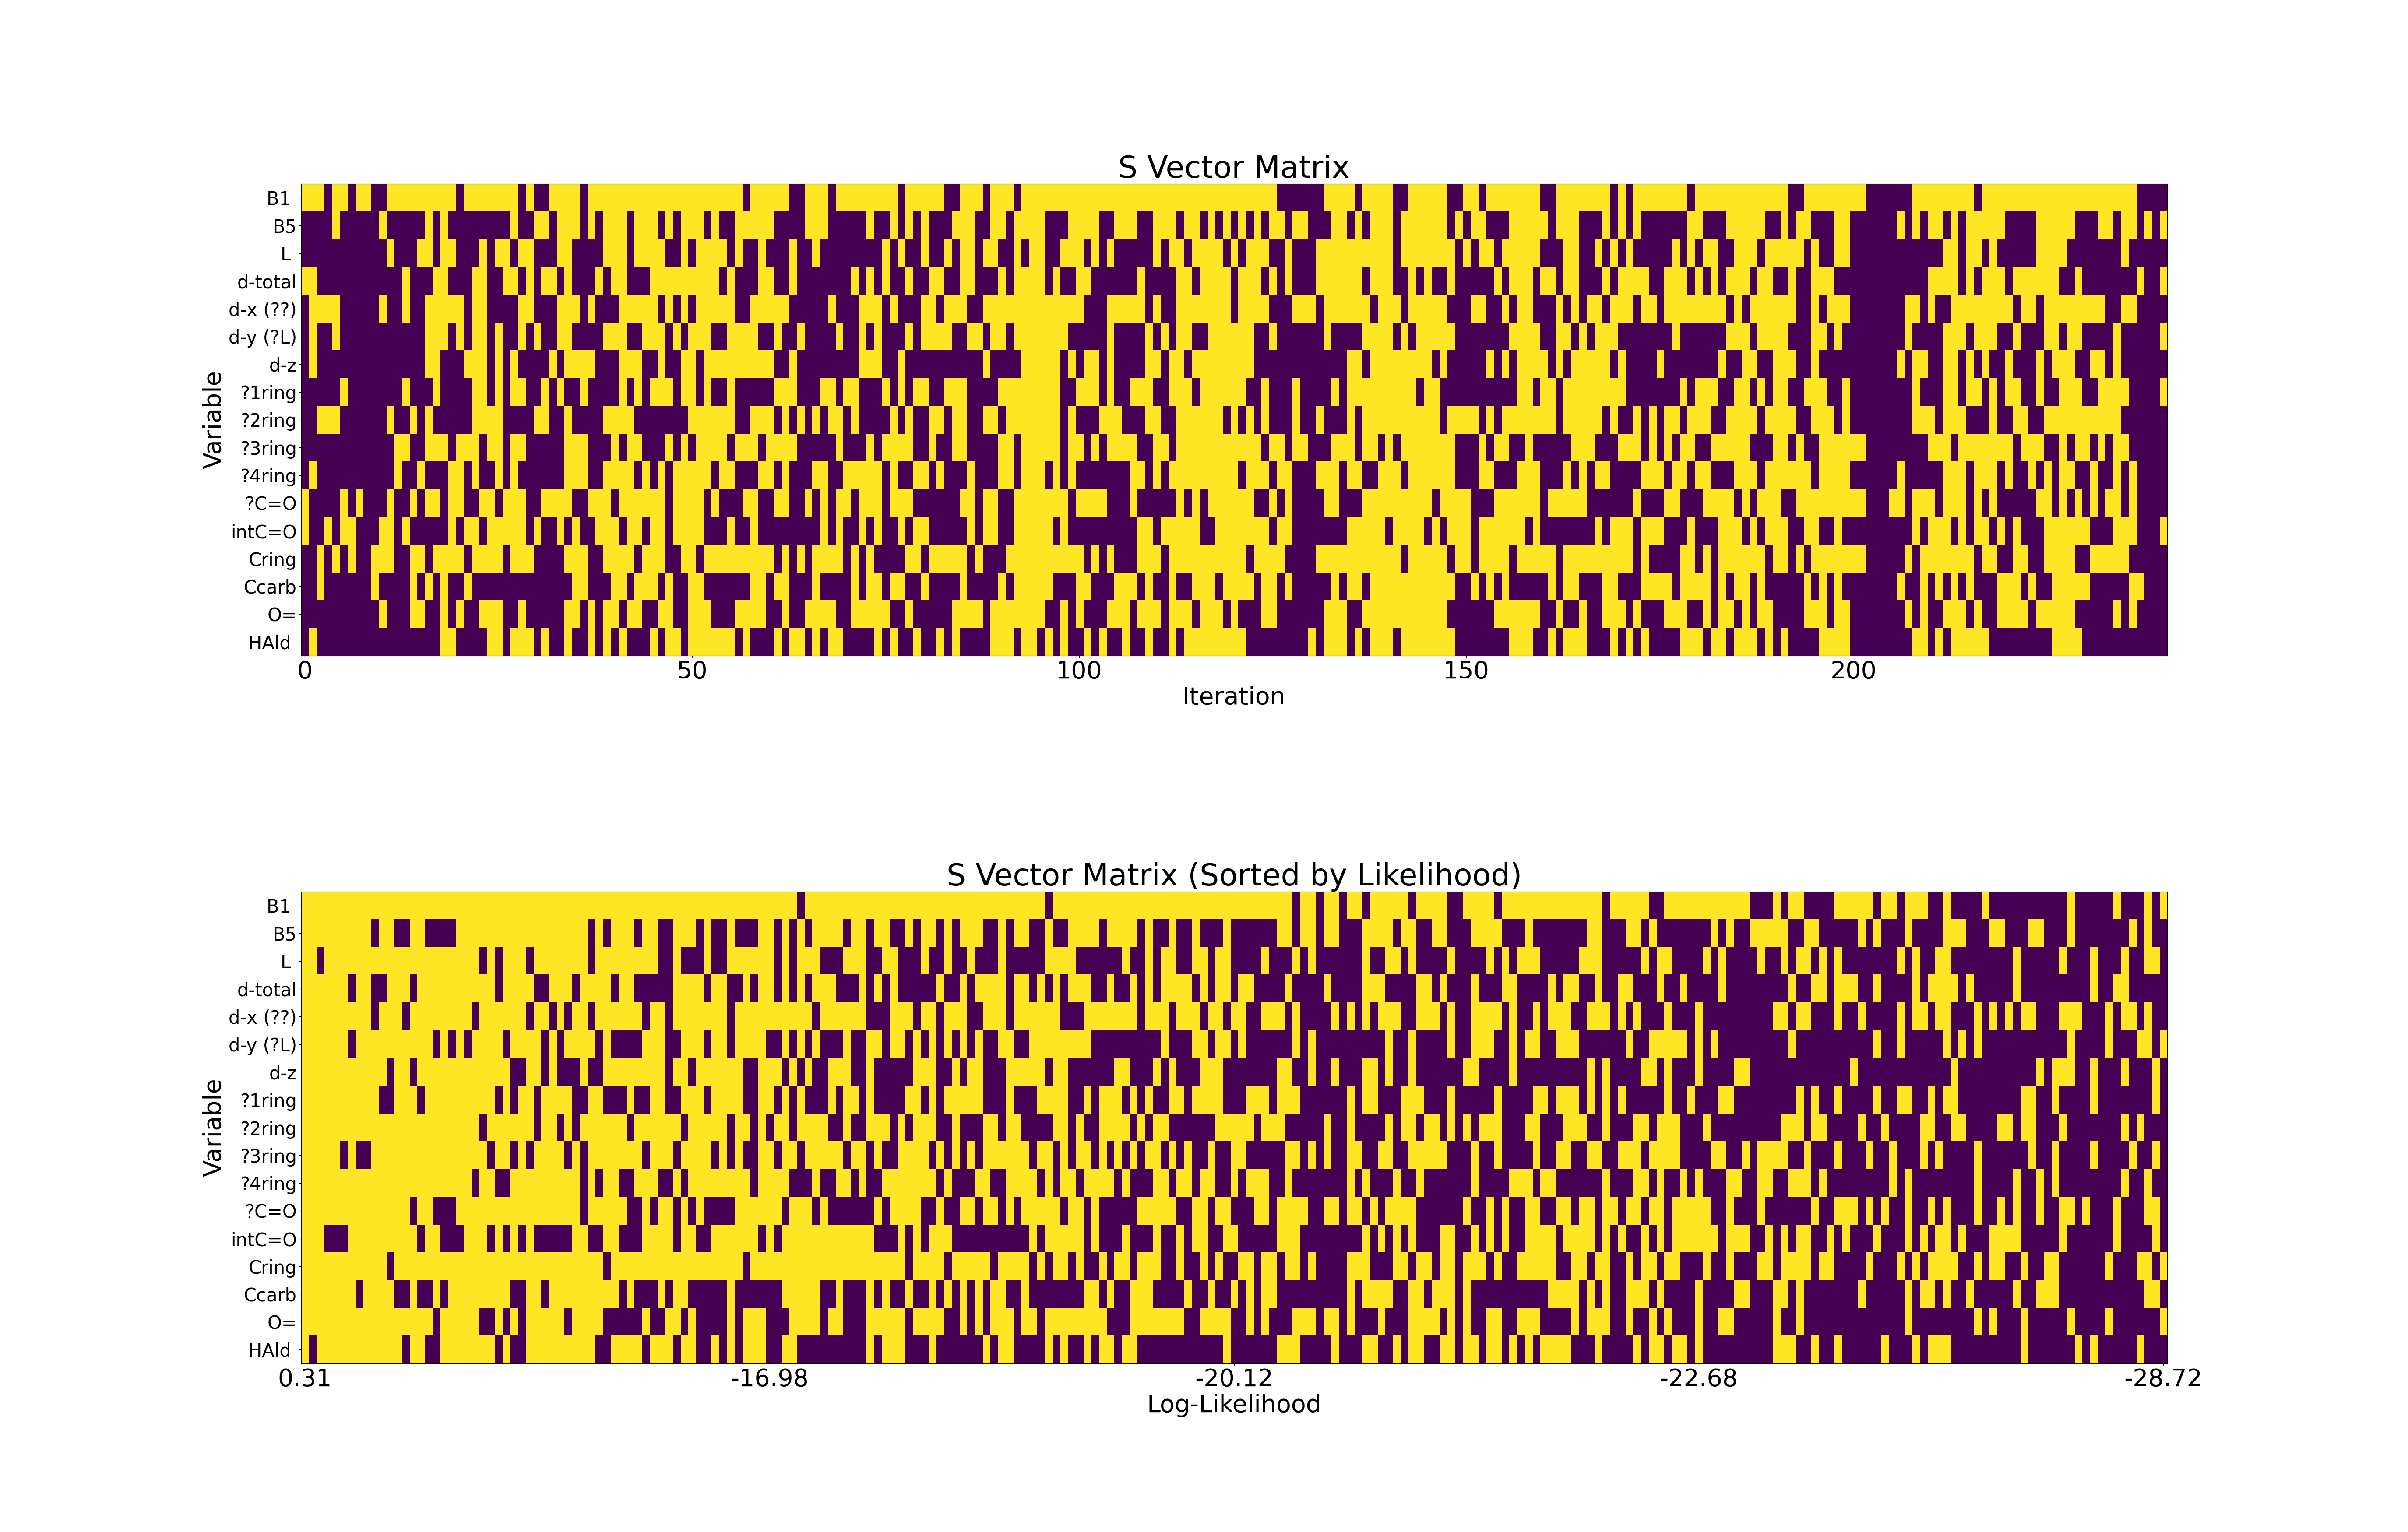 S Vector Matrix
B1
B5
L
d-total
d-x (??)
d-y (?L)
d-z
?1ring
?2ring
?3ring
?4ring
?C=O
intC=O
Cring
Ccarb
O=
HAld
Variable
0 50 100 150 200
Iteration
S Vector Matrix (Sorted by Likelihood)
B1
B5
L
d-total
d-x (??)
d-y (?L)
d-z
?1ring
?2ring
?3ring
?4ring
?C=O
intC=O
Cring
Ccarb
O=
HAld
Variable
0.31 -16.98 -20.12 -22.68 -28.72
Log-Likelihood